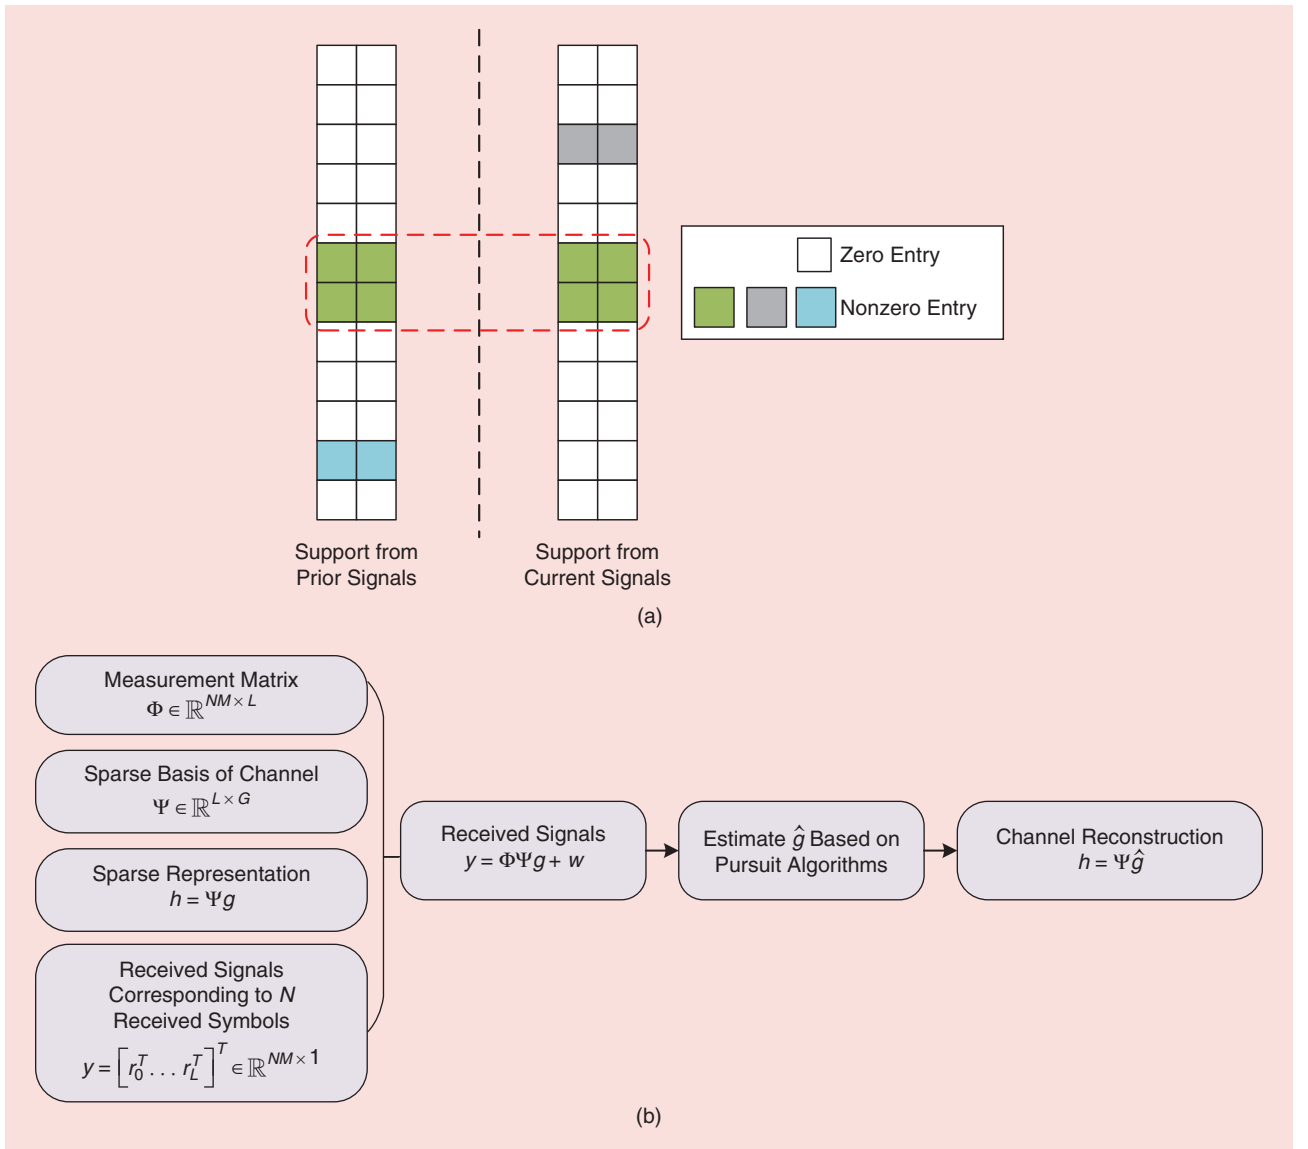 Zero Entry
Nonzero Entry
Support from
Prior Signals
Support from
Current Signals
(a)
Measurement Matrix
Φ ∈ ℝ^{NM × L}
Sparse Basis of Channel
Ψ ∈ ℝ^{L × G}
Sparse Representation
h = Ψg
Received Signals
Corresponding to N
Received Symbols
y = [r_0^T . . . r_L^T]^T ∈ ℝ^{NM × 1}
Received Signals
y = ΦΨg + w
Estimate ĝ Based on
Pursuit Algorithms
Channel Reconstruction
h = Ψĝ
(b)